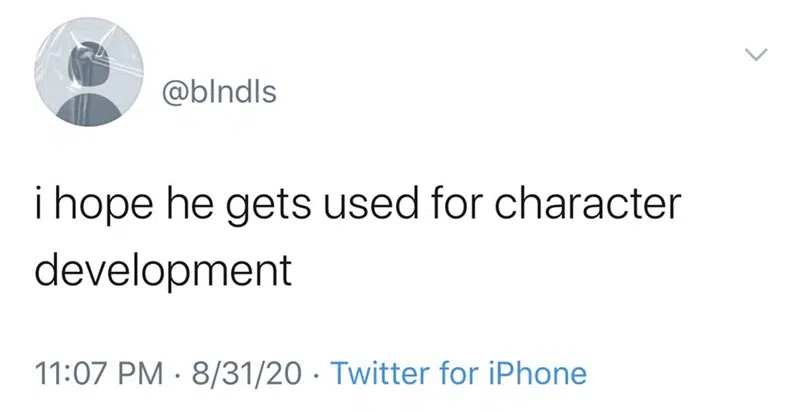 @blndls
i hope he gets used for character
development
11:07 PM · 8/31/20 · Twitter for iPhone